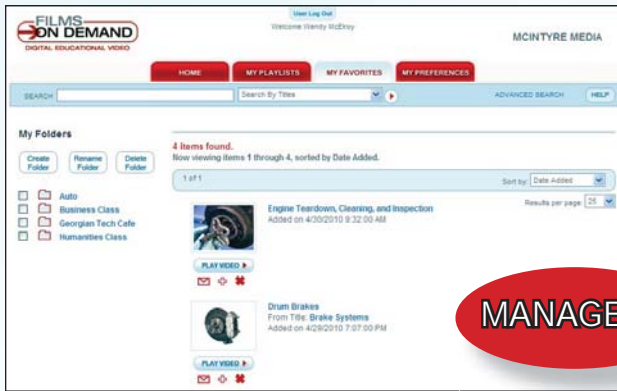 User Log Out
Welcome Wendy McElroy
FILMS
ON DEMAND
DIGITAL EDUCATIONAL VIDEO
MCINTYRE MEDIA
HOME
MY PLAYLISTS
MY FAVORITES
MY PREFERENCES
SEARCH
Search By Titles
ADVANCED SEARCH
HELP
My Folders
Create Folder
Rename Folder
Delete Folder
Auto
Business Class
Georgian Tech Cafe
Humanities Class
4 items found.
Now viewing items 1 through 4, sorted by Date Added.
1 of 1
Sort by: Date Added
Results per page: 25
Engine Teardown, Cleaning, and Inspection
Added on 4/30/2010 9:32:00 AM
PLAY VIDEO
Drum Brakes
From Title: Brake Systems
Added on 4/29/2010 7:07:00 PM
PLAY VIDEO
MANAGE